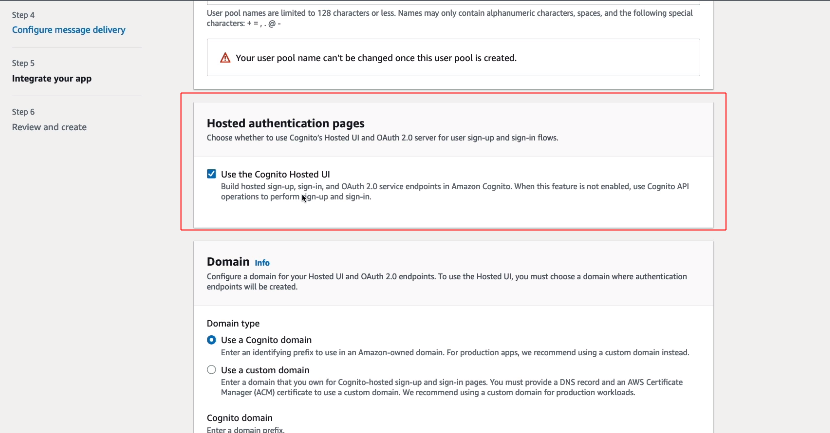 Step 4
Configure message delivery
Step 5
Integrate your app
Step 6
Review and create
User pool names are limited to 128 characters or less. Names may only contain alphanumeric characters, spaces, and the following special
characters: + = , . @ -
Your user pool name can't be changed once this user pool is created.
Hosted authentication pages
Choose whether to use Cognito's Hosted UI and OAuth 2.0 server for user sign-up and sign-in flows.
Use the Cognito Hosted UI
Build hosted sign-up, sign-in, and OAuth 2.0 service endpoints in Amazon Cognito. When this feature is not enabled, use Cognito API
operations to perform sign-up and sign-in.
Domain Info
Configure a domain for your Hosted UI and OAuth 2.0 endpoints. To use the Hosted UI, you must choose a domain where authentication
endpoints will be created.
Domain type
Use a Cognito domain
Enter an identifying prefix to use in an Amazon-owned domain. For production apps, we recommend using a custom domain instead.
Use a custom domain
Enter a domain that you own for Cognito-hosted sign-up and sign-in pages. You must provide a DNS record and an AWS Certificate
Manager (ACM) certificate to use a custom domain. We recommend using a custom domain for production workloads.
Cognito domain
Enter a domain prefix.